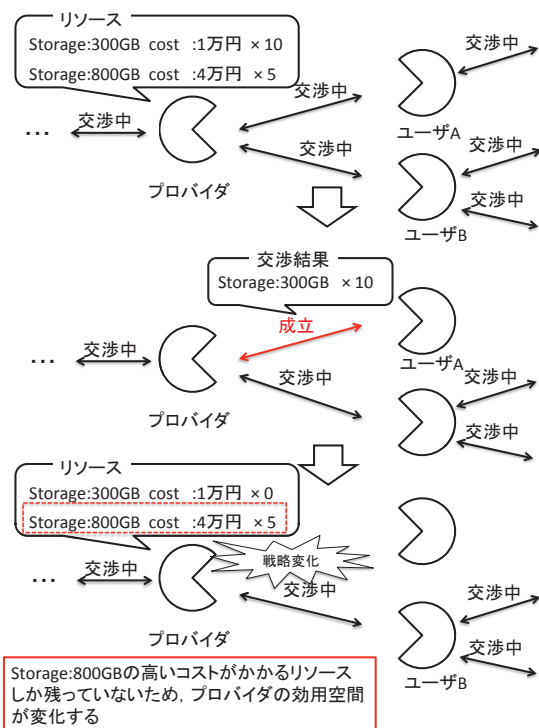 リソース
Storage:300GB cost :1万円 ×10
Storage:800GB cost :4万円 ×5
交渉中
交渉中
ユーザA
... 交渉中
プロバイダ
交渉中
交渉中
交渉中
ユーザB
交渉結果
Storage:300GB ×10
成立
ユーザA
... 交渉中
プロバイダ
交渉中
交渉中
交渉中
リソース
Storage:300GB cost :1万円 ×0
Storage:800GB cost :4万円 ×5
戦略変化
... 交渉中
プロバイダ
交渉中
交渉中
交渉中
ユーザB
Storage:800GBの高いコストがかかるリソース
しか残っていないため，プロバイダの効用空間
が変化する